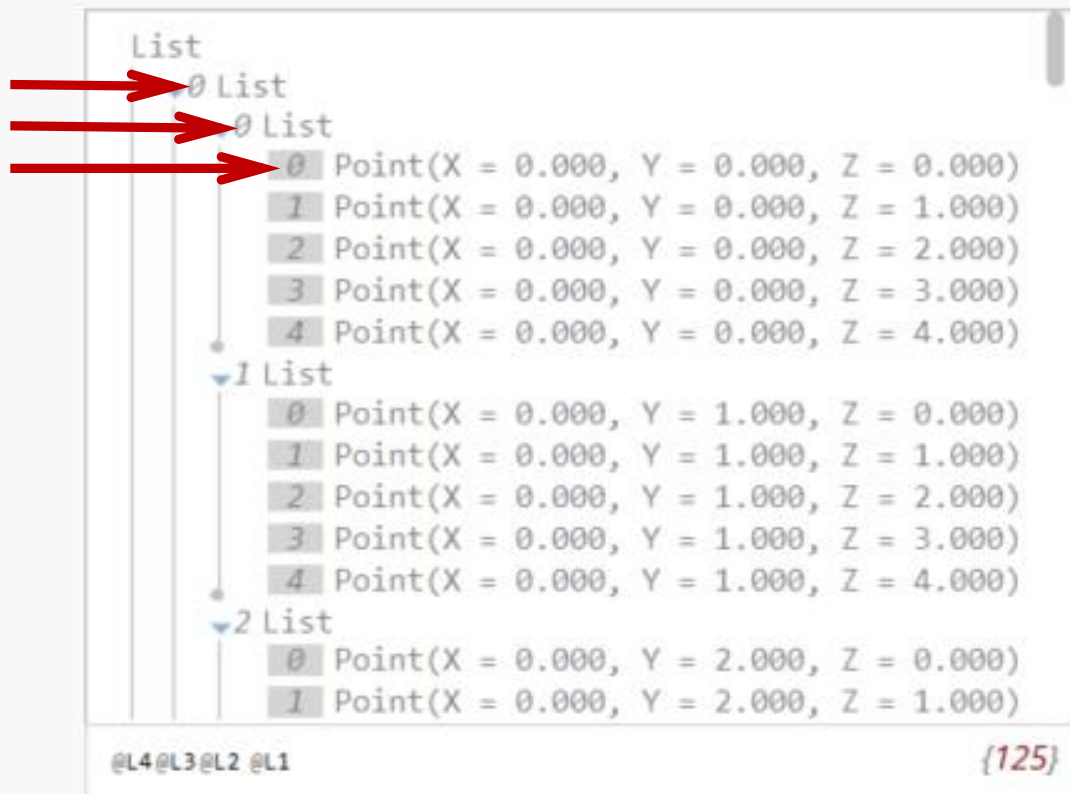 List
0 List
0 List
0 Point(X = 0.000, Y = 0.000, Z = 0.000)
1 Point(X = 0.000, Y = 0.000, Z = 1.000)
2 Point(X = 0.000, Y = 0.000, Z = 2.000)
3 Point(X = 0.000, Y = 0.000, Z = 3.000)
4 Point(X = 0.000, Y = 0.000, Z = 4.000)
1 List
0 Point(X = 0.000, Y = 1.000, Z = 0.000)
1 Point(X = 0.000, Y = 1.000, Z = 1.000)
2 Point(X = 0.000, Y = 1.000, Z = 2.000)
3 Point(X = 0.000, Y = 1.000, Z = 3.000)
4 Point(X = 0.000, Y = 1.000, Z = 4.000)
2 List
0 Point(X = 0.000, Y = 2.000, Z = 0.000)
1 Point(X = 0.000, Y = 2.000, Z = 1.000)
@L4 @L3 @L2 @L1 {125}